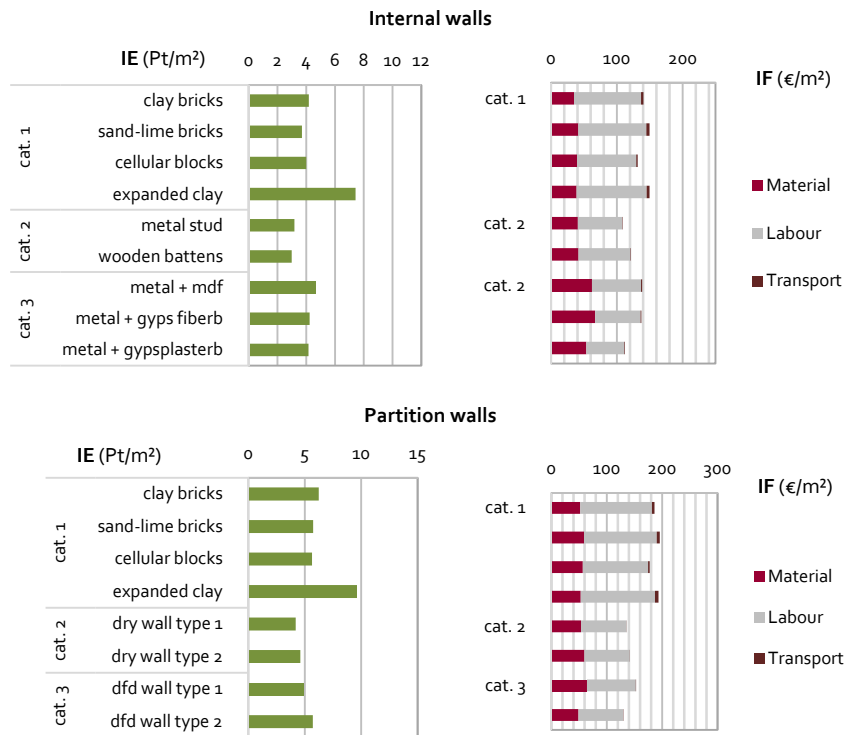 Internal walls
IE (Pt/m²)
0 2 4 6 8 10 12
cat. 1
clay bricks
sand-lime bricks
cellular blocks
expanded clay
cat. 2
metal stud
wooden battens
cat. 3
metal + mdf
metal + gyps fiberb
metal + gypsplasterb
0 100 200
IF (€/m²)
cat. 1
cat. 2
cat. 2
Material
Labour
Transport
Partition walls
IE (Pt/m²)
0 5 10 15
cat. 1
clay bricks
sand-lime bricks
cellular blocks
expanded clay
cat. 2
dry wall type 1
dry wall type 2
cat. 3
dfd wall type 1
dfd wall type 2
0 100 200 300
IF (€/m²)
cat. 1
cat. 2
cat. 3
Material
Labour
Transport